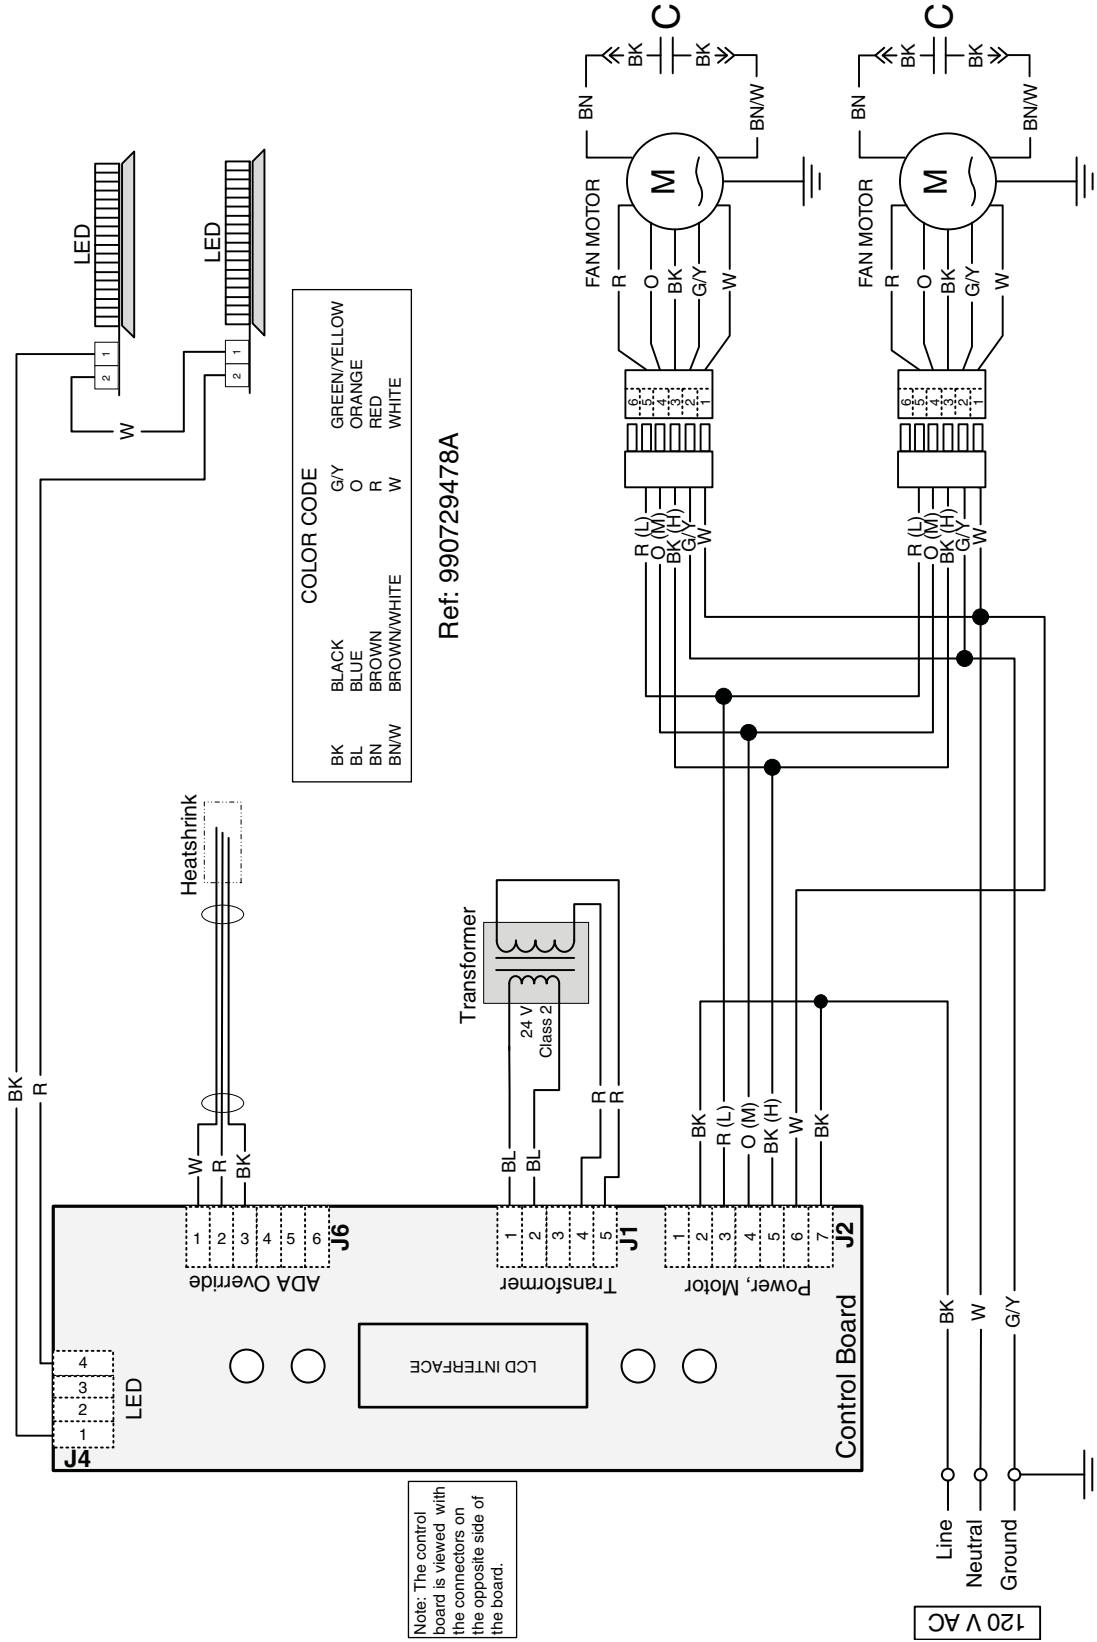 LED
LED
1
2
1
2
W
BK
R
Heatshrink
COLOR CODE
BK BLACK G/Y GREEN/YELLOW
BL BLUE O ORANGE
BN BROWN R RED
BN/W BROWN/WHITE W WHITE
Ref: 990729478A
J4
1
2
3
4
LED
W
R
BK
1
2
3
4
5
6
J6
ADA Override
LCD INTERFACE
Note: The control
board is viewed with
the connectors on
the opposite side of
the board.
Transformer
24 V
Class 2
BL
BL
R
R
1
2
3
4
5
J1
Transformer
1
2
3
4
5
6
7
J2
Power, Motor
Control Board
BK
R (L)
O (M)
BK (H)
W
BK
FAN MOTOR
M
R
O
BK
G/Y
W
BN
BK
C
BK
BN/W
6
5
4
3
2
1
R (L)
O (M)
BK (H)
G/Y
W
FAN MOTOR
M
R
O
BK
G/Y
W
BN
BK
C
BK
BN/W
6
5
4
3
2
1
R (L)
O (M)
BK (H)
G/Y
W
120 V AC
Line
Neutral
Ground
BK
W
G/Y